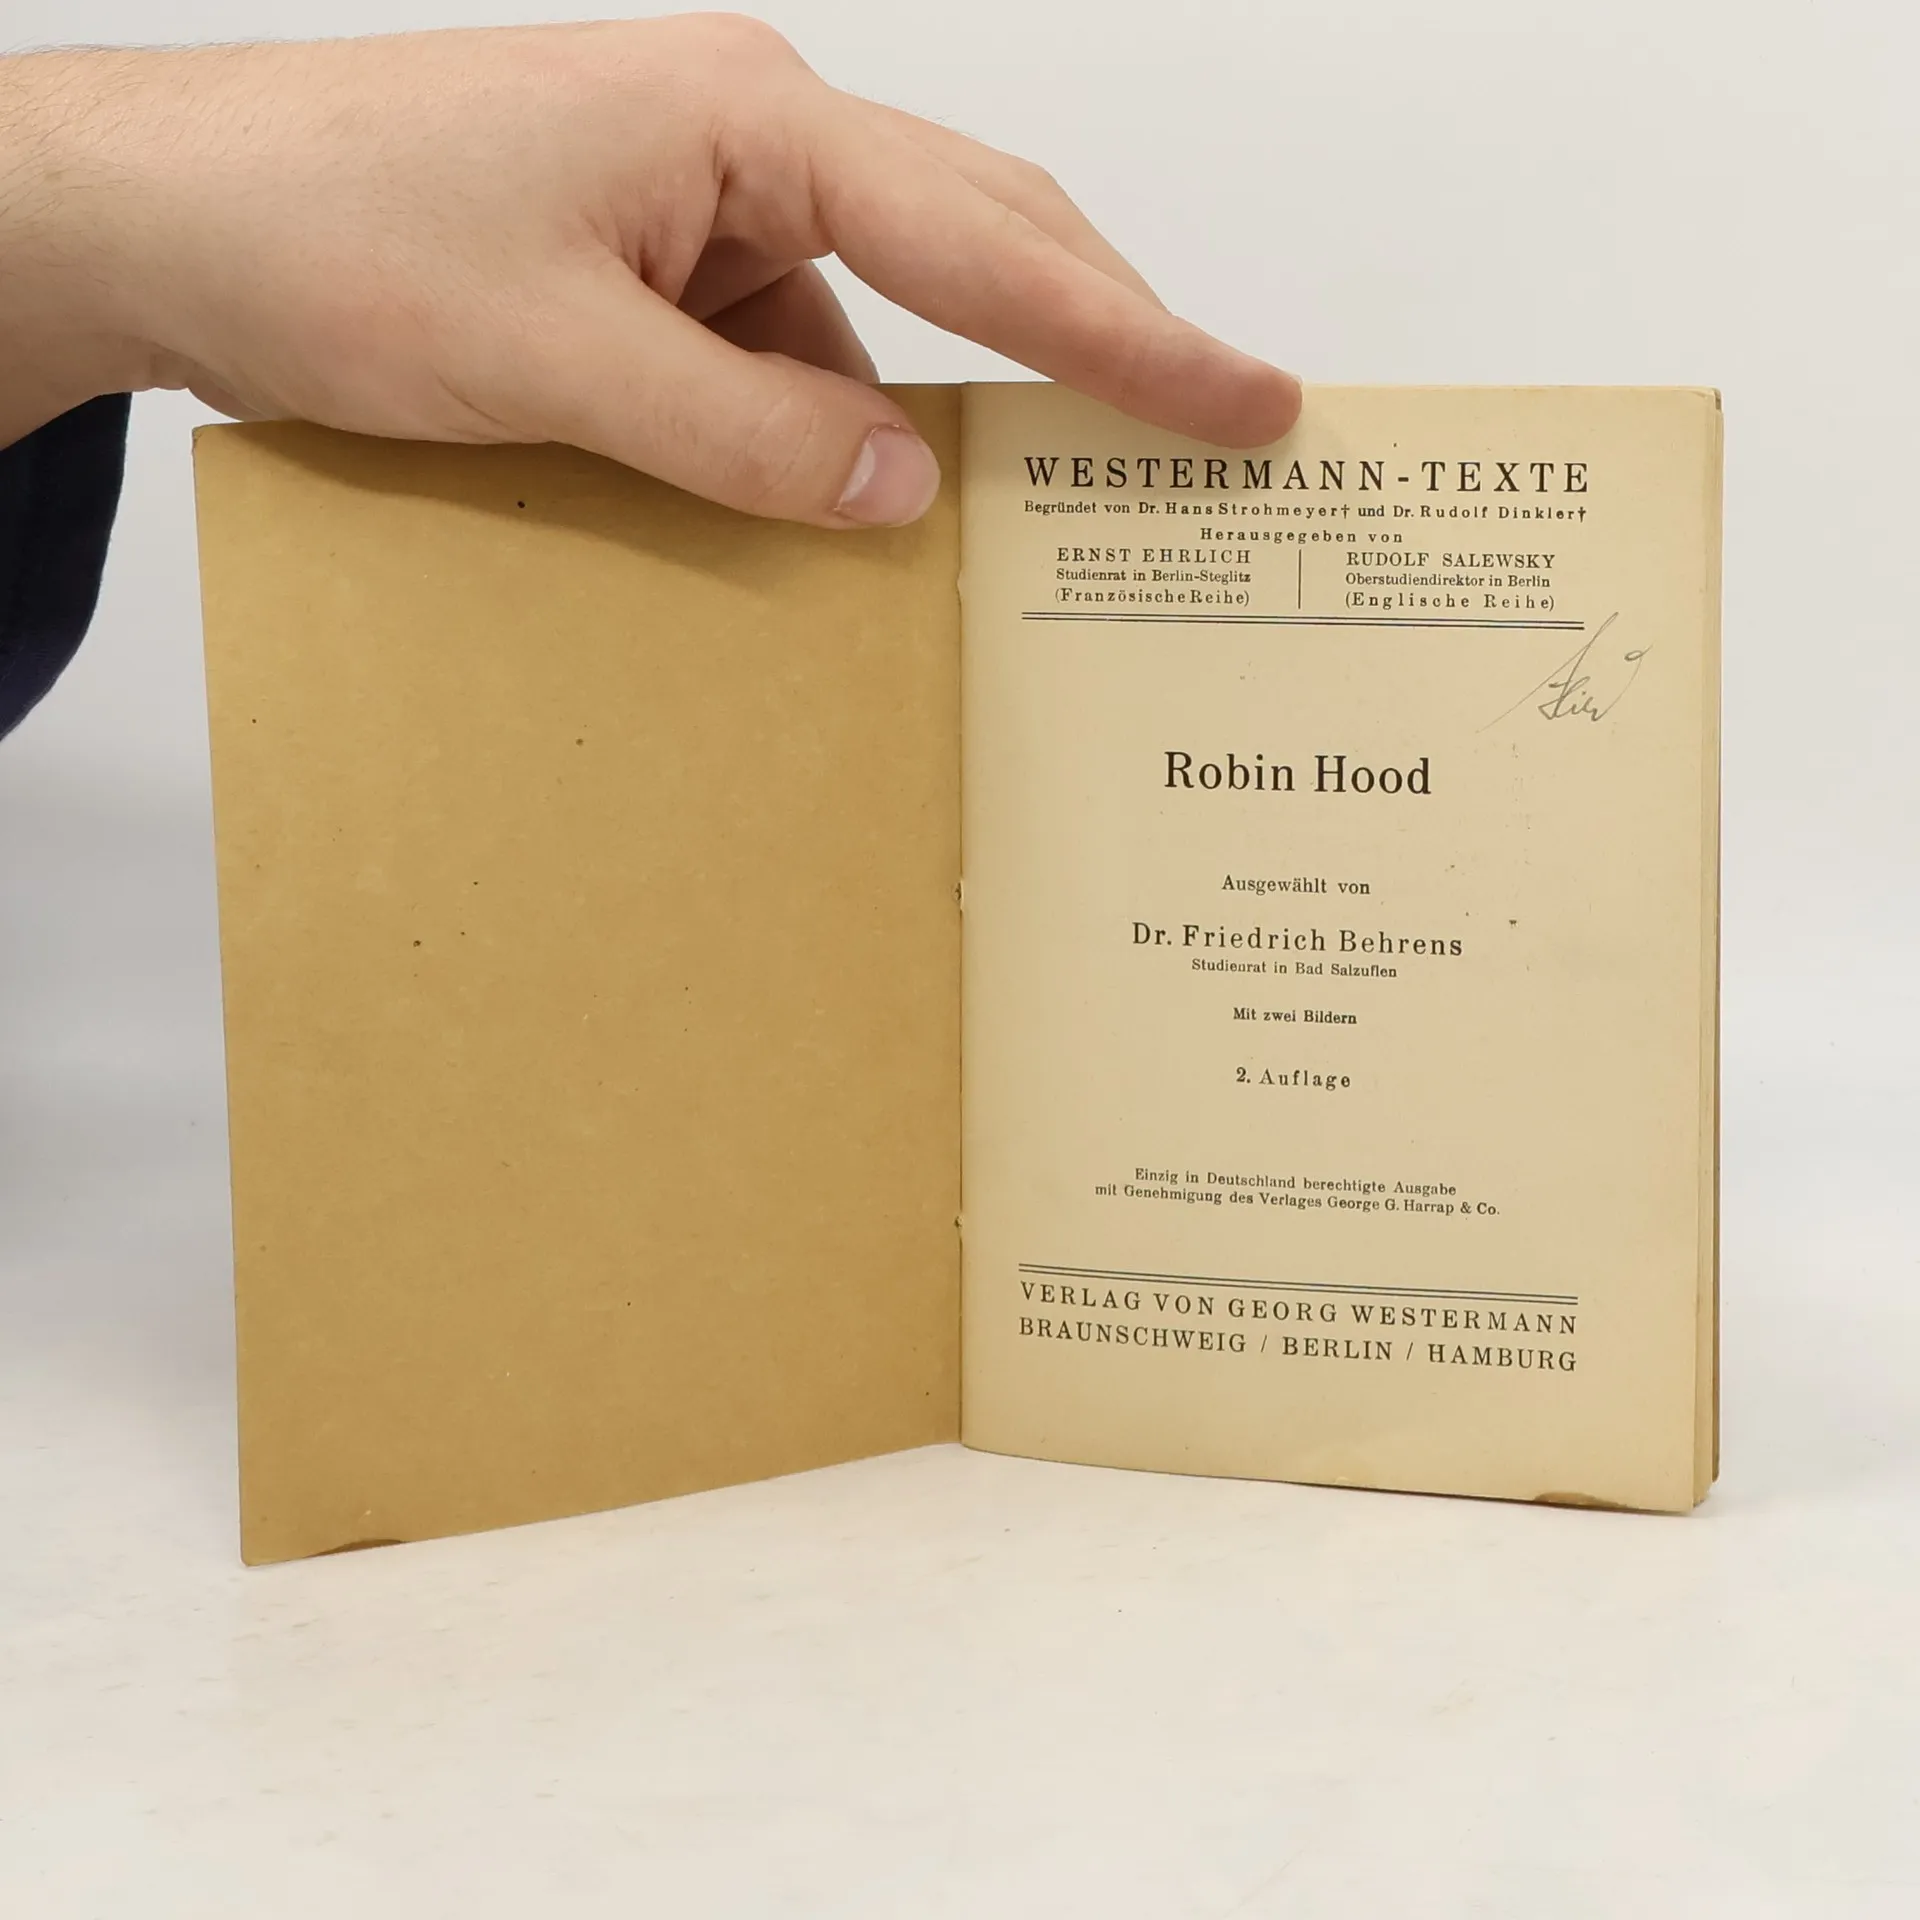 WESTERMANN-TEXTE
Begründet von Dr. Hans Strohmeyer† und Dr. Rudolf Dinkler†
Herausgegeben von
ERNST EHRLICH
Studienrat in Berlin-Steglitz
(Französische Reihe)
RUDOLF SALEWSKY
Oberstudiendirektor in Berlin
(Englische Reihe)
Robin Hood
Ausgewählt von
Dr. Friedrich Behrens
Studienrat in Bad Salzuflen
Mit zwei Bildern
2. Auflage
Einzig in Deutschland berechtigte Ausgabe
mit Genehmigung des Verlages George G. Harrap & Co.
VERLAG VON GEORG WESTERMANN
BRAUNSCHWEIG / BERLIN / HAMBURG